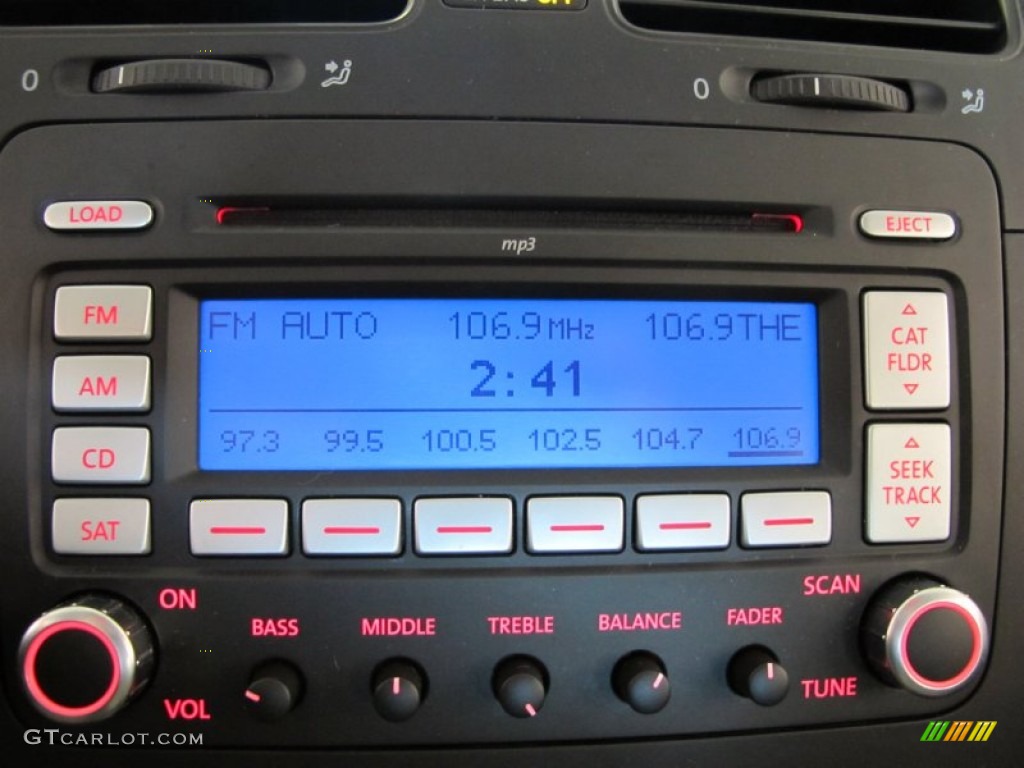 OFF
0
0
LOAD
EJECT
mp3
FM
AM
CD
SAT
FM AUTO 106.9MHz 106.9THE
2:41
97.3 99.5 100.5 102.5 104.7 106.9
CAT
FLDR
SEEK
TRACK
ON
VOL
BASS
MIDDLE
TREBLE
BALANCE
FADER
SCAN
TUNE
GTCARLOT.COM